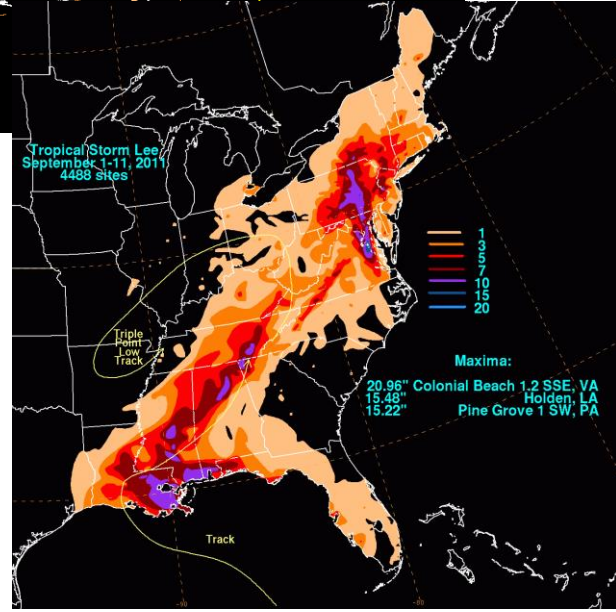 Tropical Storm Lee
September 1-11, 2011
4488 sites
1
3
5
7
10
15
20
Triple
Point
Low
Track
Maxima:
20.96" Colonial Beach 1.2 SSE, VA
15.48" Holden, LA
15.22" Pine Grove 1 SW, PA
Track
-90
-80